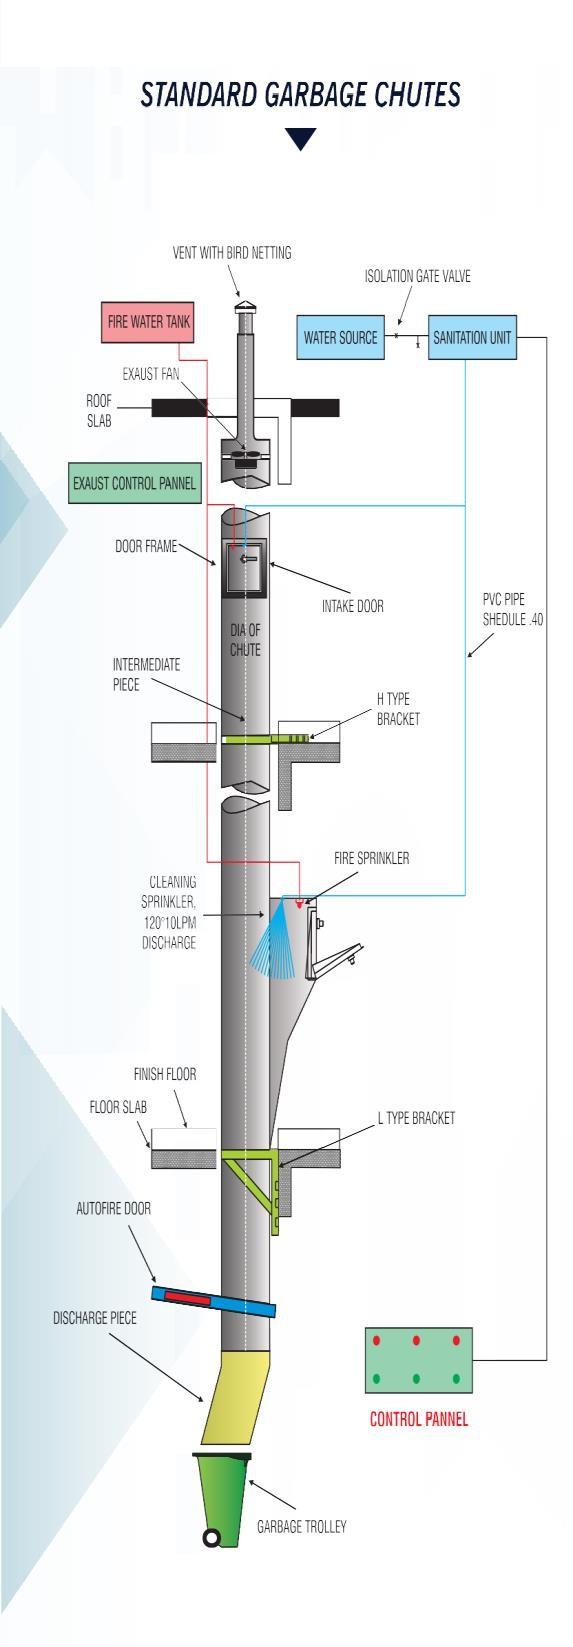 STANDARD GARBAGE CHUTES
VENT WITH BIRD NETTING
ISOLATION GATE VALVE
FIRE WATER TANK
WATER SOURCE
SANITATION UNIT
EXAUST FAN
ROOF
SLAB
EXAUST CONTROL PANNEL
DOOR FRAME
INTAKE DOOR
PVC PIPE
SHEDULE .40
DIA OF
CHUTE
INTERMEDIATE
PIECE
H TYPE
BRACKET
FIRE SPRINKLER
CLEANING
SPRINKLER,
120°10LPM
DISCHARGE
FINISH FLOOR
FLOOR SLAB
L TYPE BRACKET
AUTOFIRE DOOR
DISCHARGE PIECE
CONTROL PANNEL
GARBAGE TROLLEY